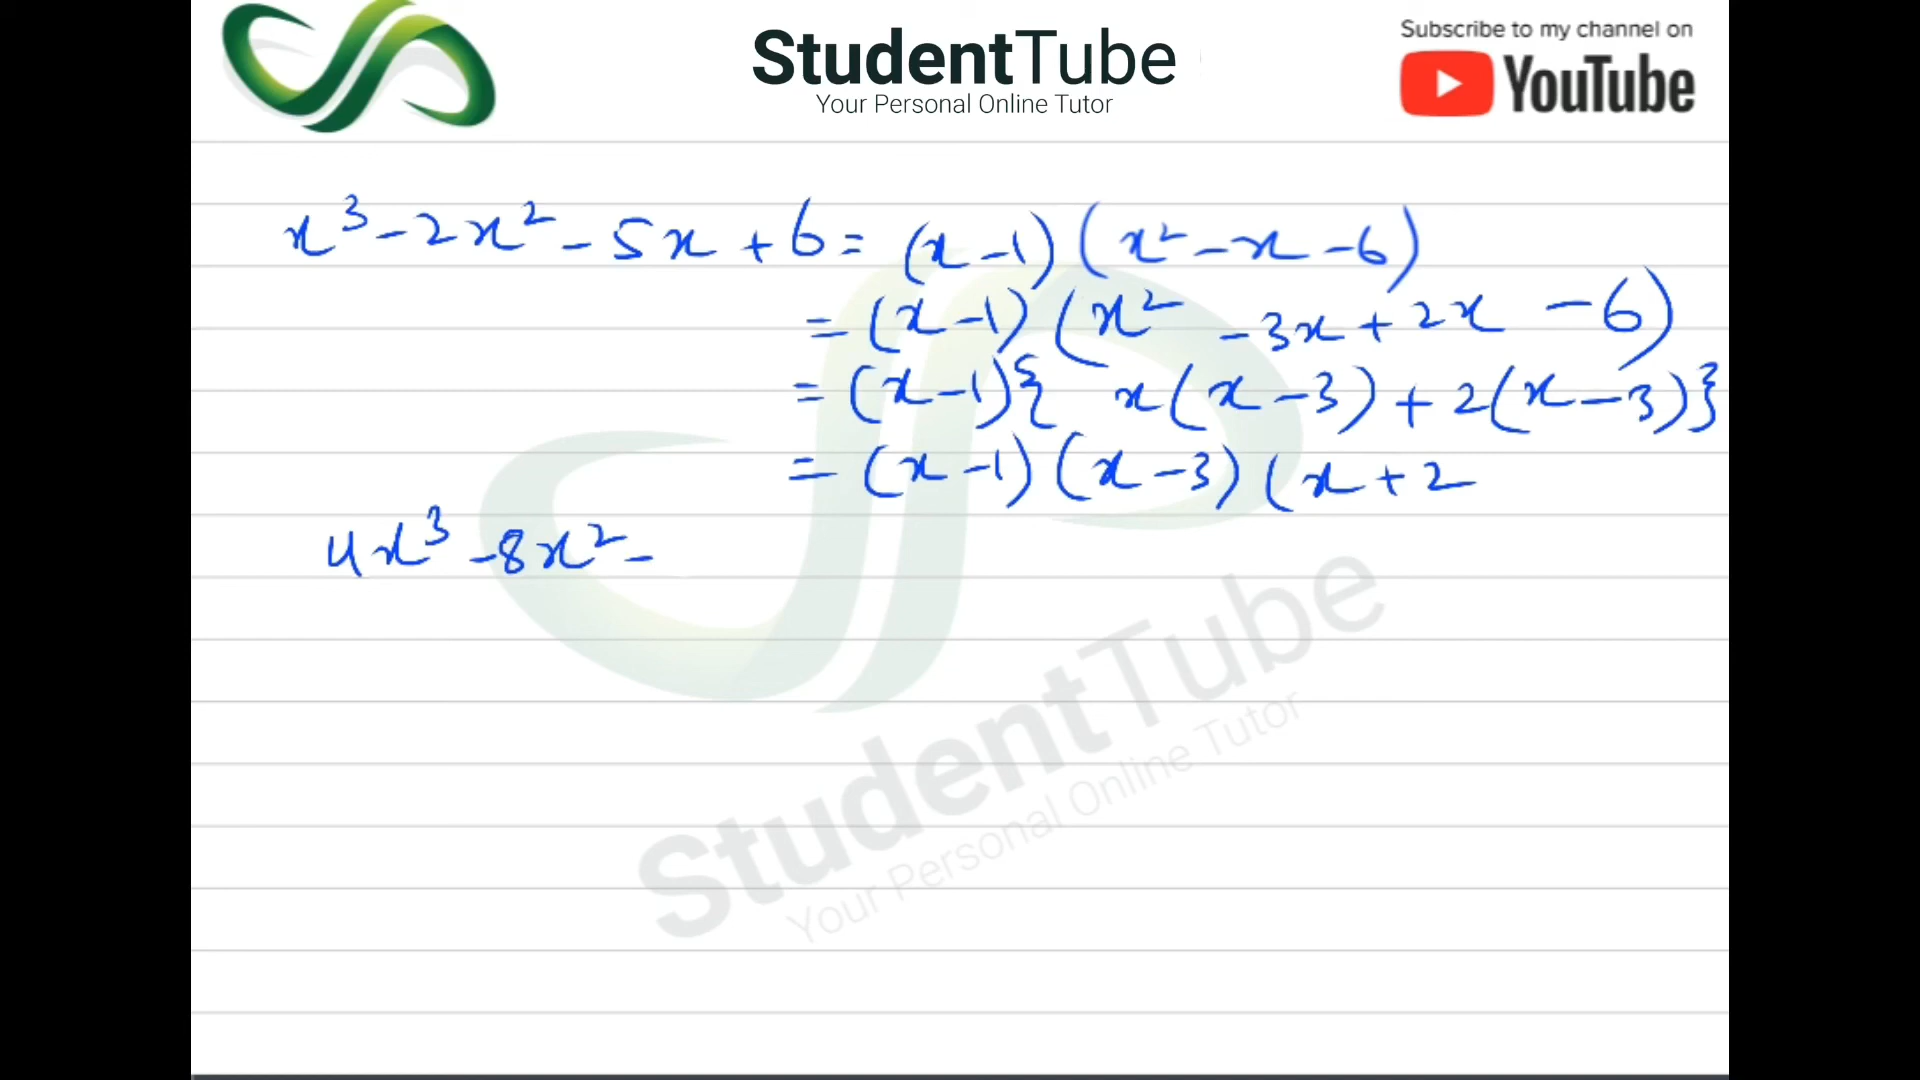 StudentTube
Your Personal Online Tutor
Subscribe to my channel on
YouTube
x³ - 2x² - 5x + 6 = (x - 1) (x² - x - 6)
= (x - 1) (x² - 3x + 2x - 6)
= (x - 1) { x(x - 3) + 2(x - 3)}
= (x - 1) (x - 3) (x + 2
4x³ - 8x² -
StudentTube
Your Personal Online Tutor